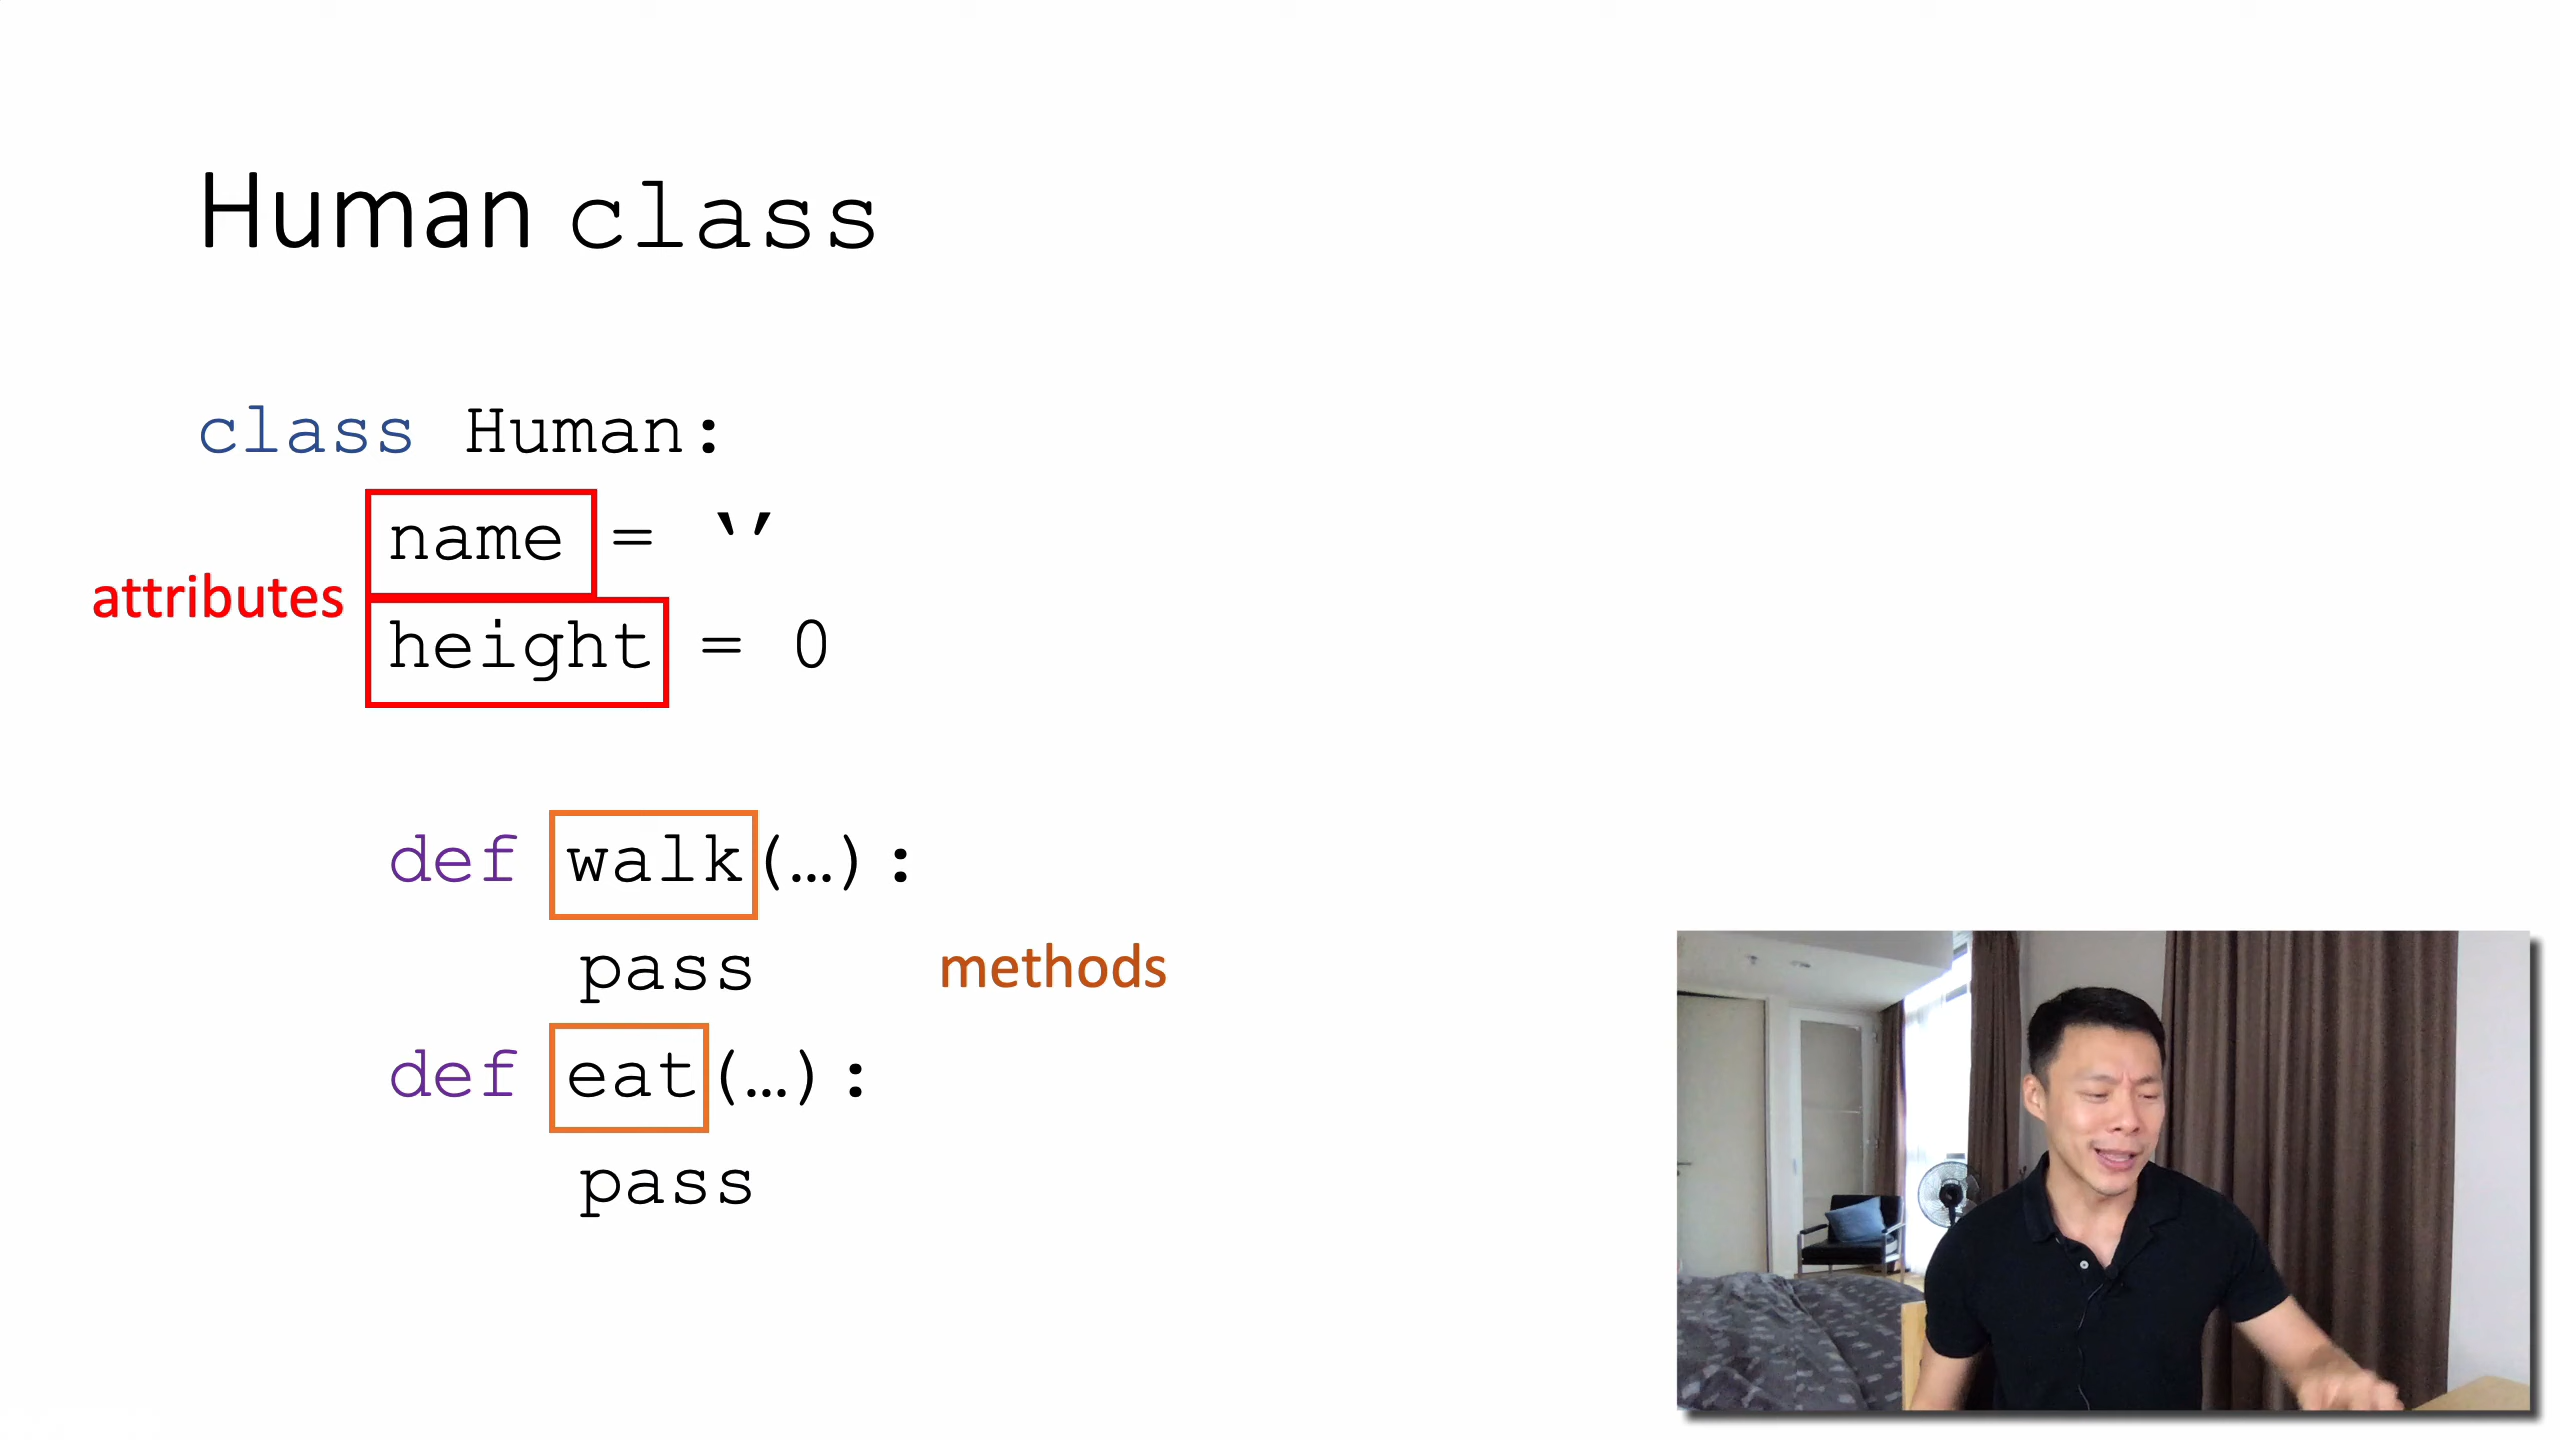 Human class
class Human:
name = ‘’
attributes
height = 0
def walk(…):
pass
methods
def eat(…):
pass